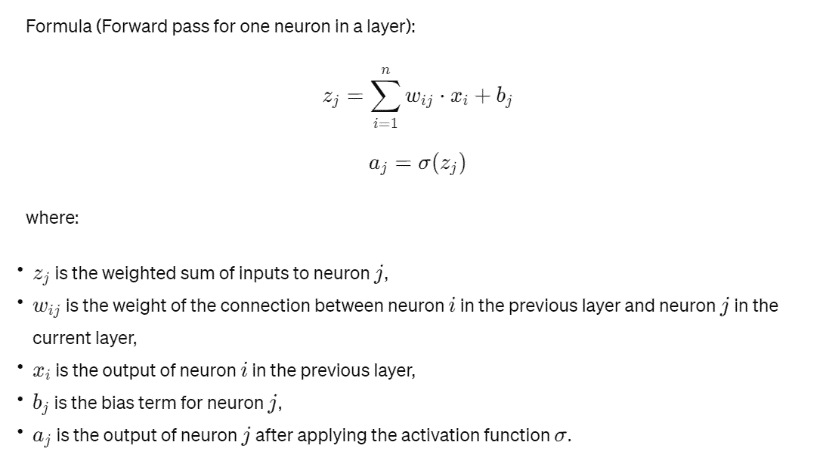 Formula (Forward pass for one neuron in a layer):
$z_j = \sum_{i=1}^{n} w_{ij} \cdot x_i + b_j$
$a_j = \sigma(z_j)$
where:
• $z_j$ is the weighted sum of inputs to neuron $j$,
• $w_{ij}$ is the weight of the connection between neuron $i$ in the previous layer and neuron $j$ in the
current layer,
• $x_i$ is the output of neuron $i$ in the previous layer,
• $b_j$ is the bias term for neuron $j$,
• $a_j$ is the output of neuron $j$ after applying the activation function $\sigma$.